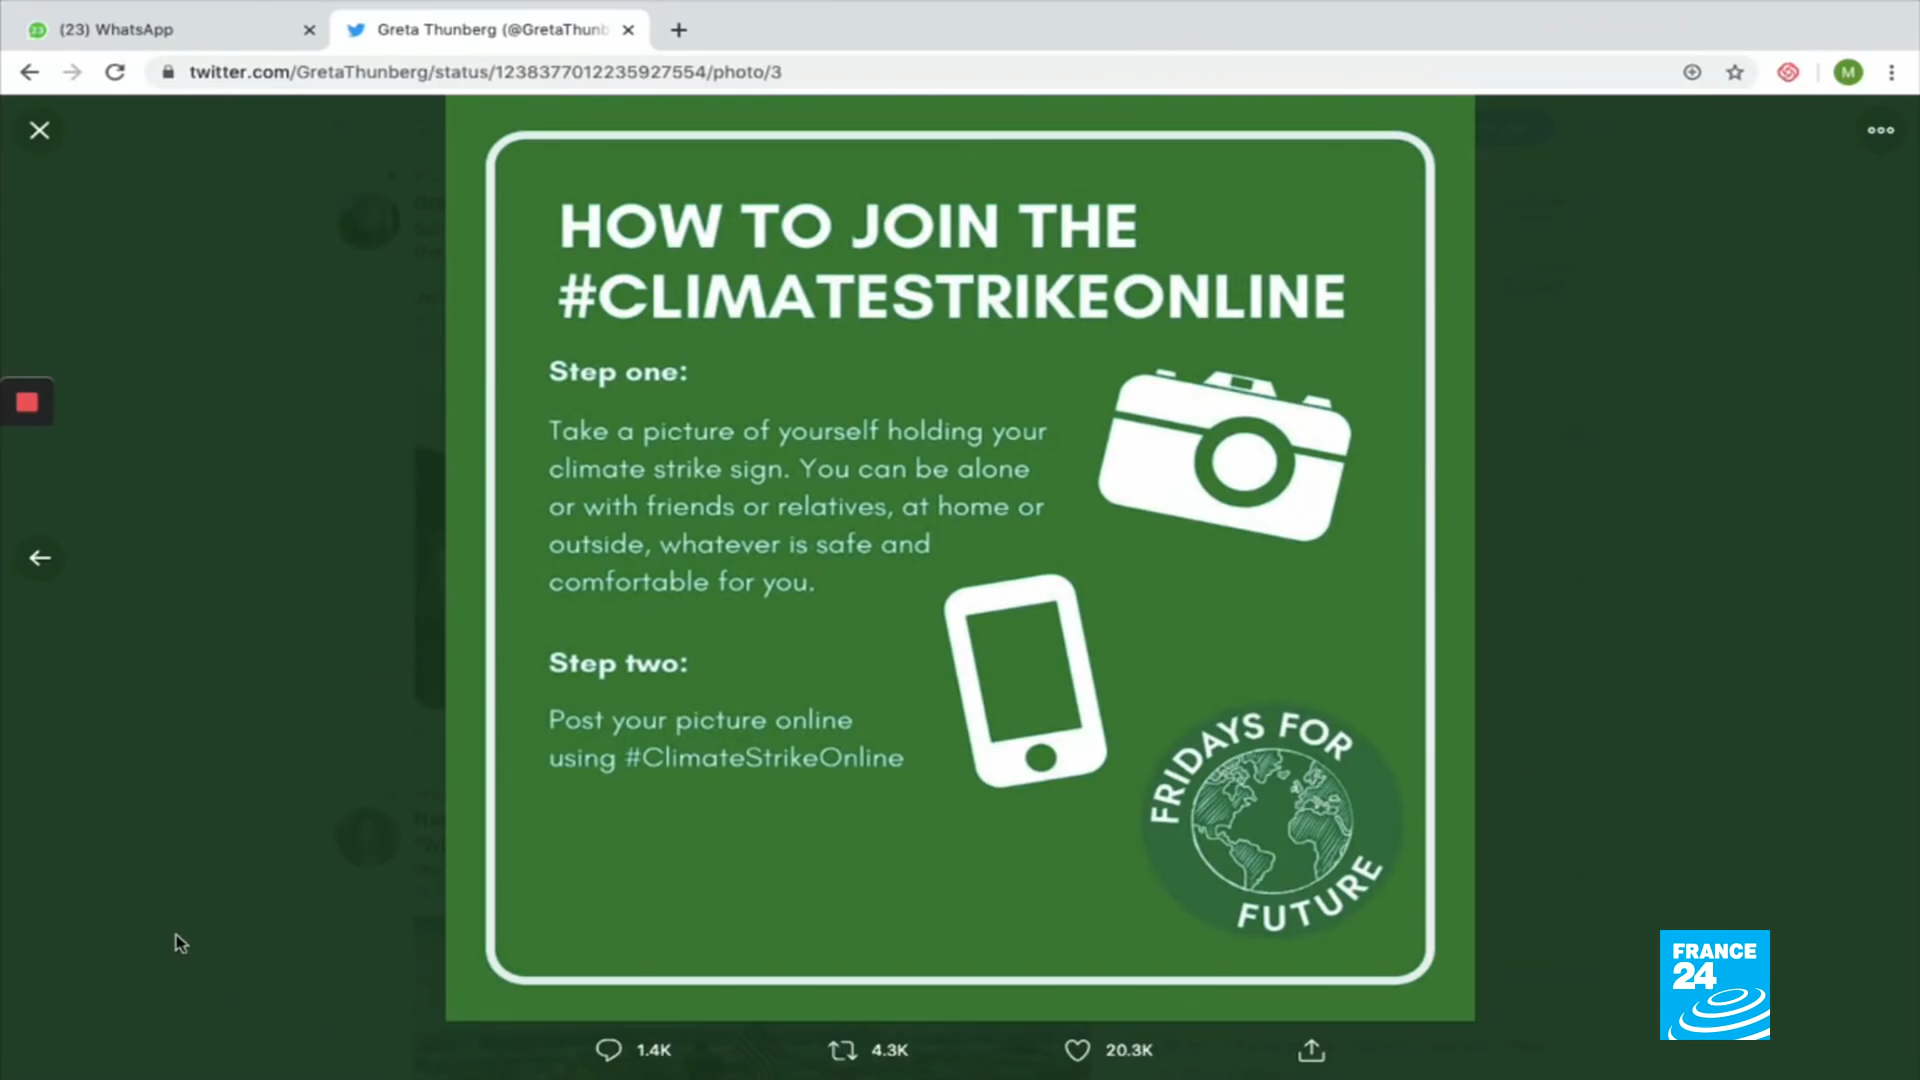 (23) WhatsApp
Greta Thunberg (@GretaThunb
twitter.com/GretaThunberg/status/1238377012235927554/photo/3
M
HOW TO JOIN THE
#CLIMATESTRIKEONLINE
Step one:
Take a picture of yourself holding your
climate strike sign. You can be alone
or with friends or relatives, at home or
outside, whatever is safe and
comfortable for you.
Step two:
Post your picture online
using #ClimateStrikeOnline
FRIDAYS FOR
FUTURE
FRANCE
24
1.4K
4.3K
20.3K